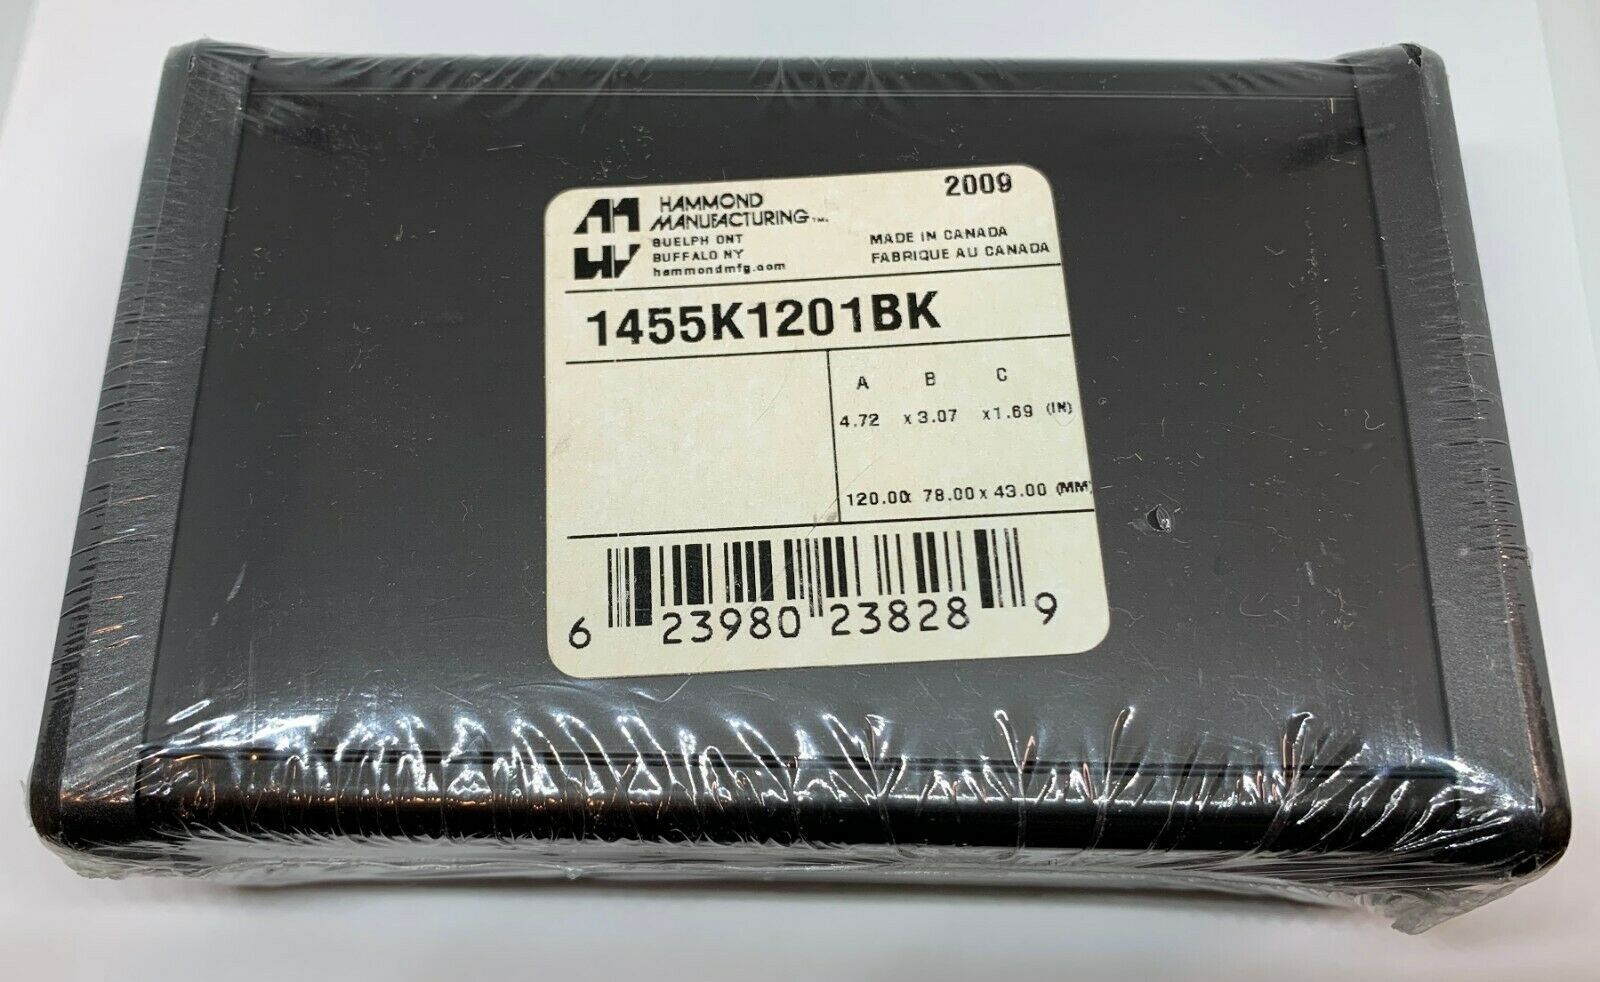 HAMMOND
MANUFACTURING™
2009
GUELPH ONT
BUFFALO NY
hammondmfg.com
MADE IN CANADA
FABRIQUE AU CANADA
1455K1201BK
A B C
4.72 x 3.07 x 1.69 (IN)
120.00 x 78.00 x 43.00 (MM)
6 23980 23828 9